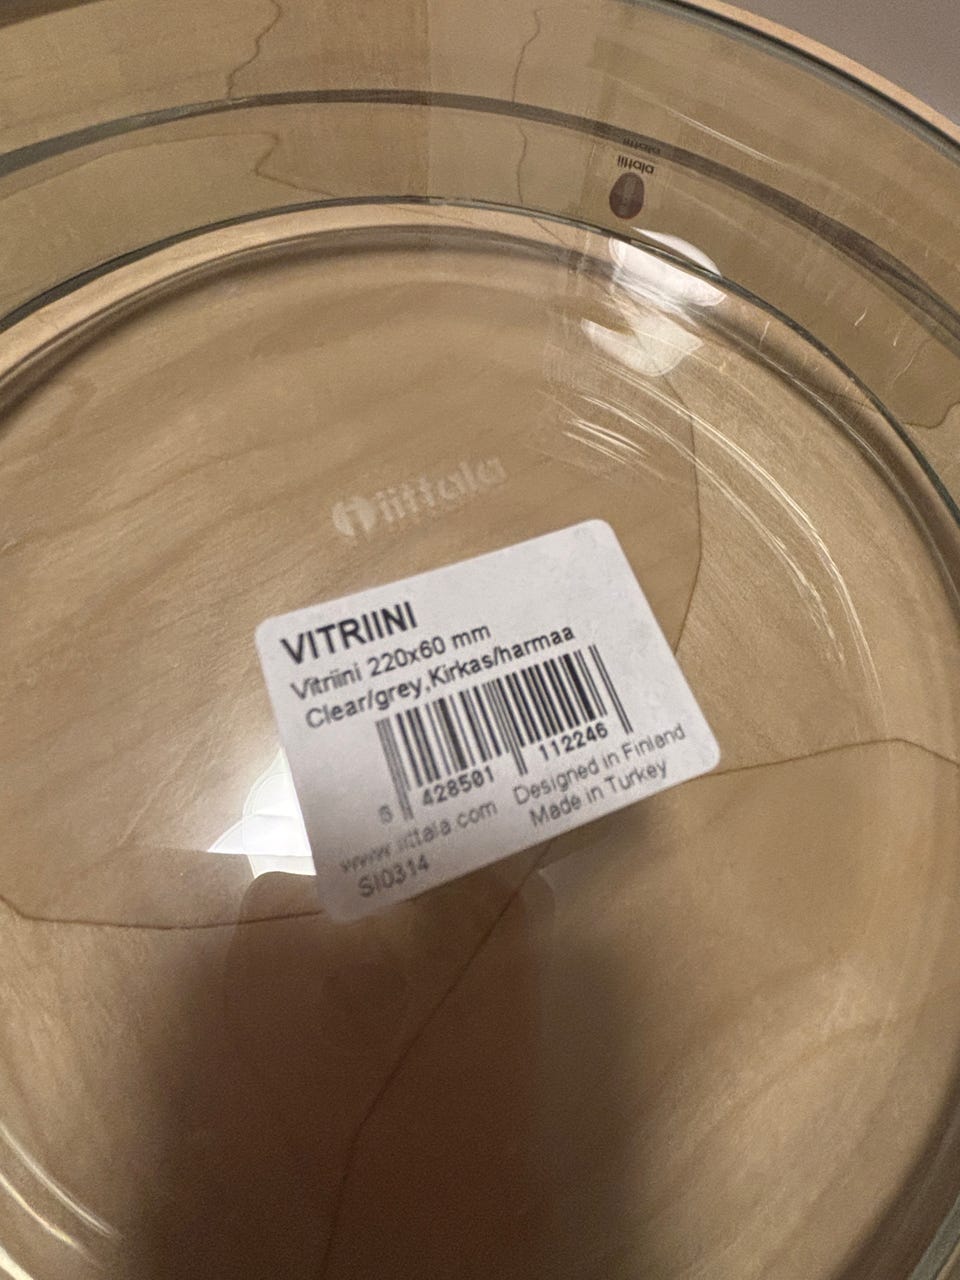 iittala
iittala
iittala
VITRIINI
Vitriini 220x60 mm
Clear/grey,Kirkas/harmaa
6 428501 112246
www.iittala.com
Designed in Finland
Made in Turkey
SI0314